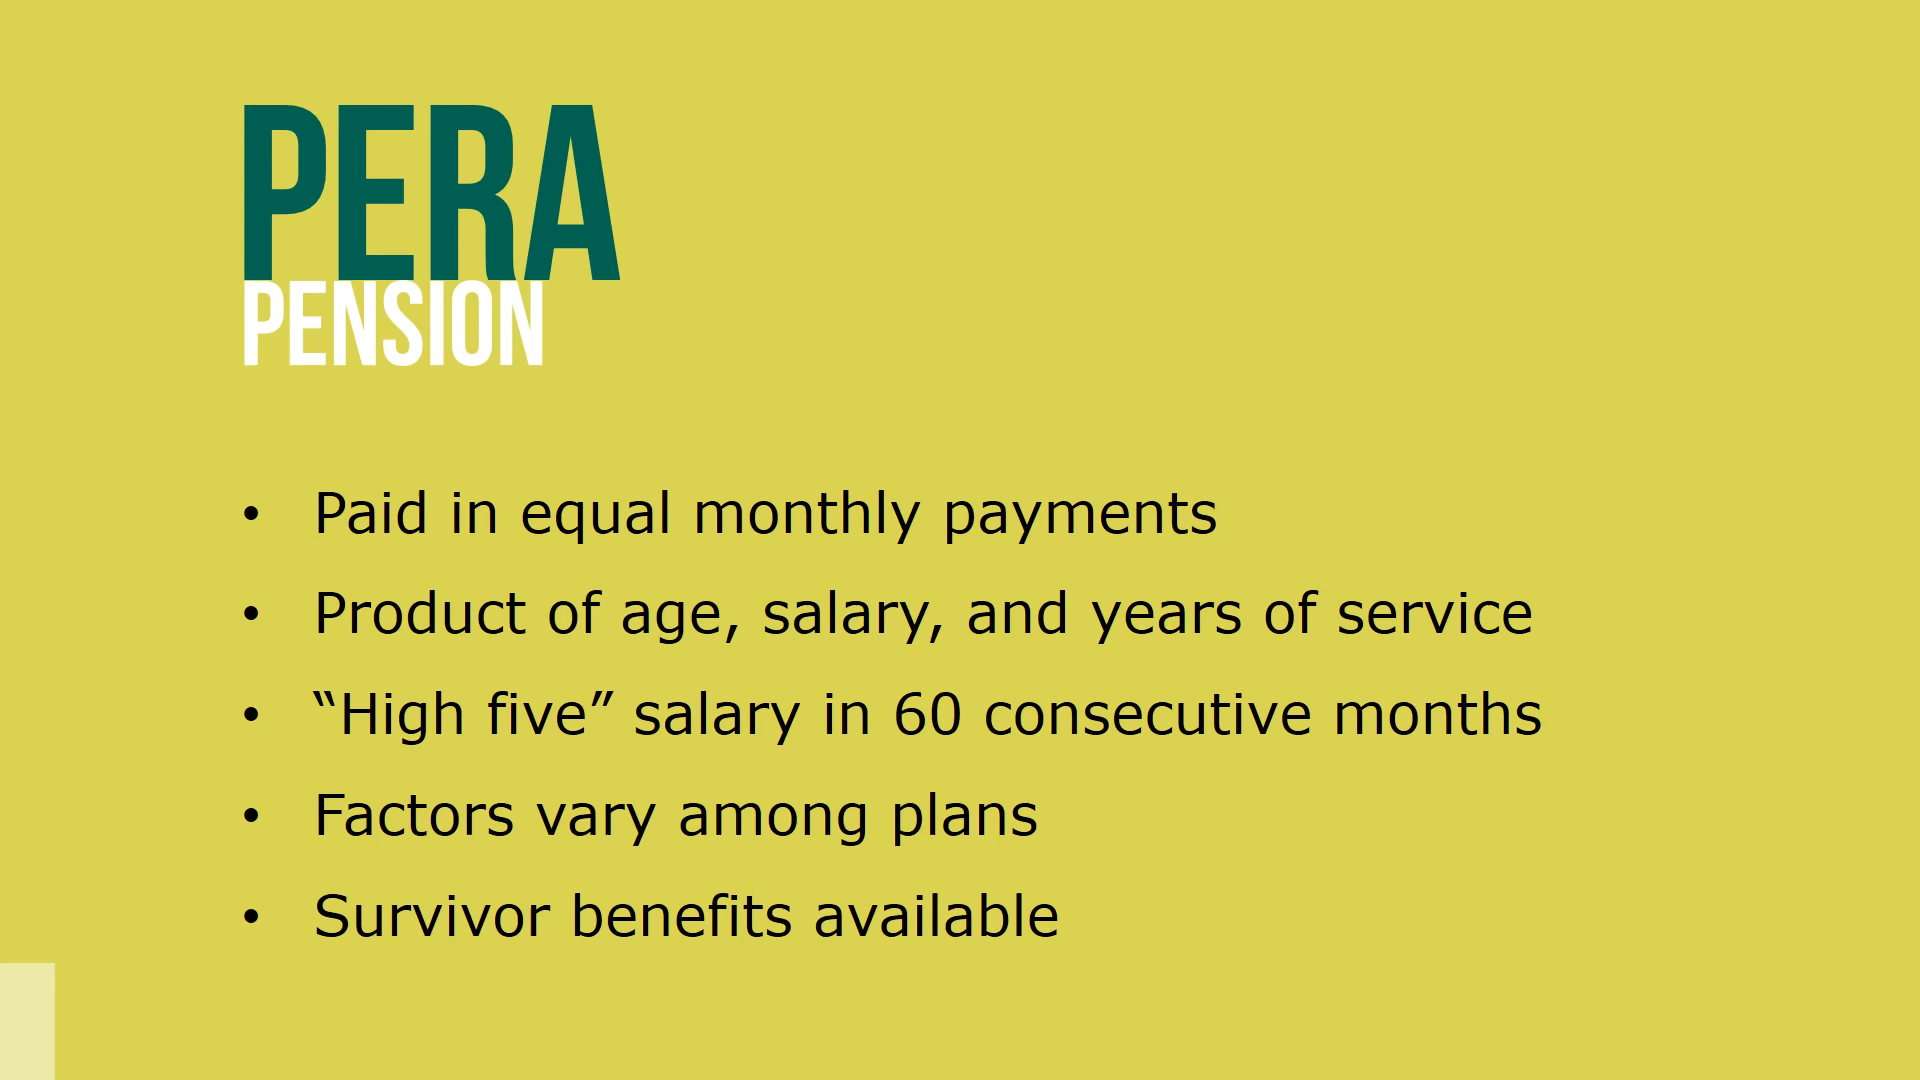 PERA
PENSION
• Paid in equal monthly payments
• Product of age, salary, and years of service
• “High five” salary in 60 consecutive months
• Factors vary among plans
• Survivor benefits available